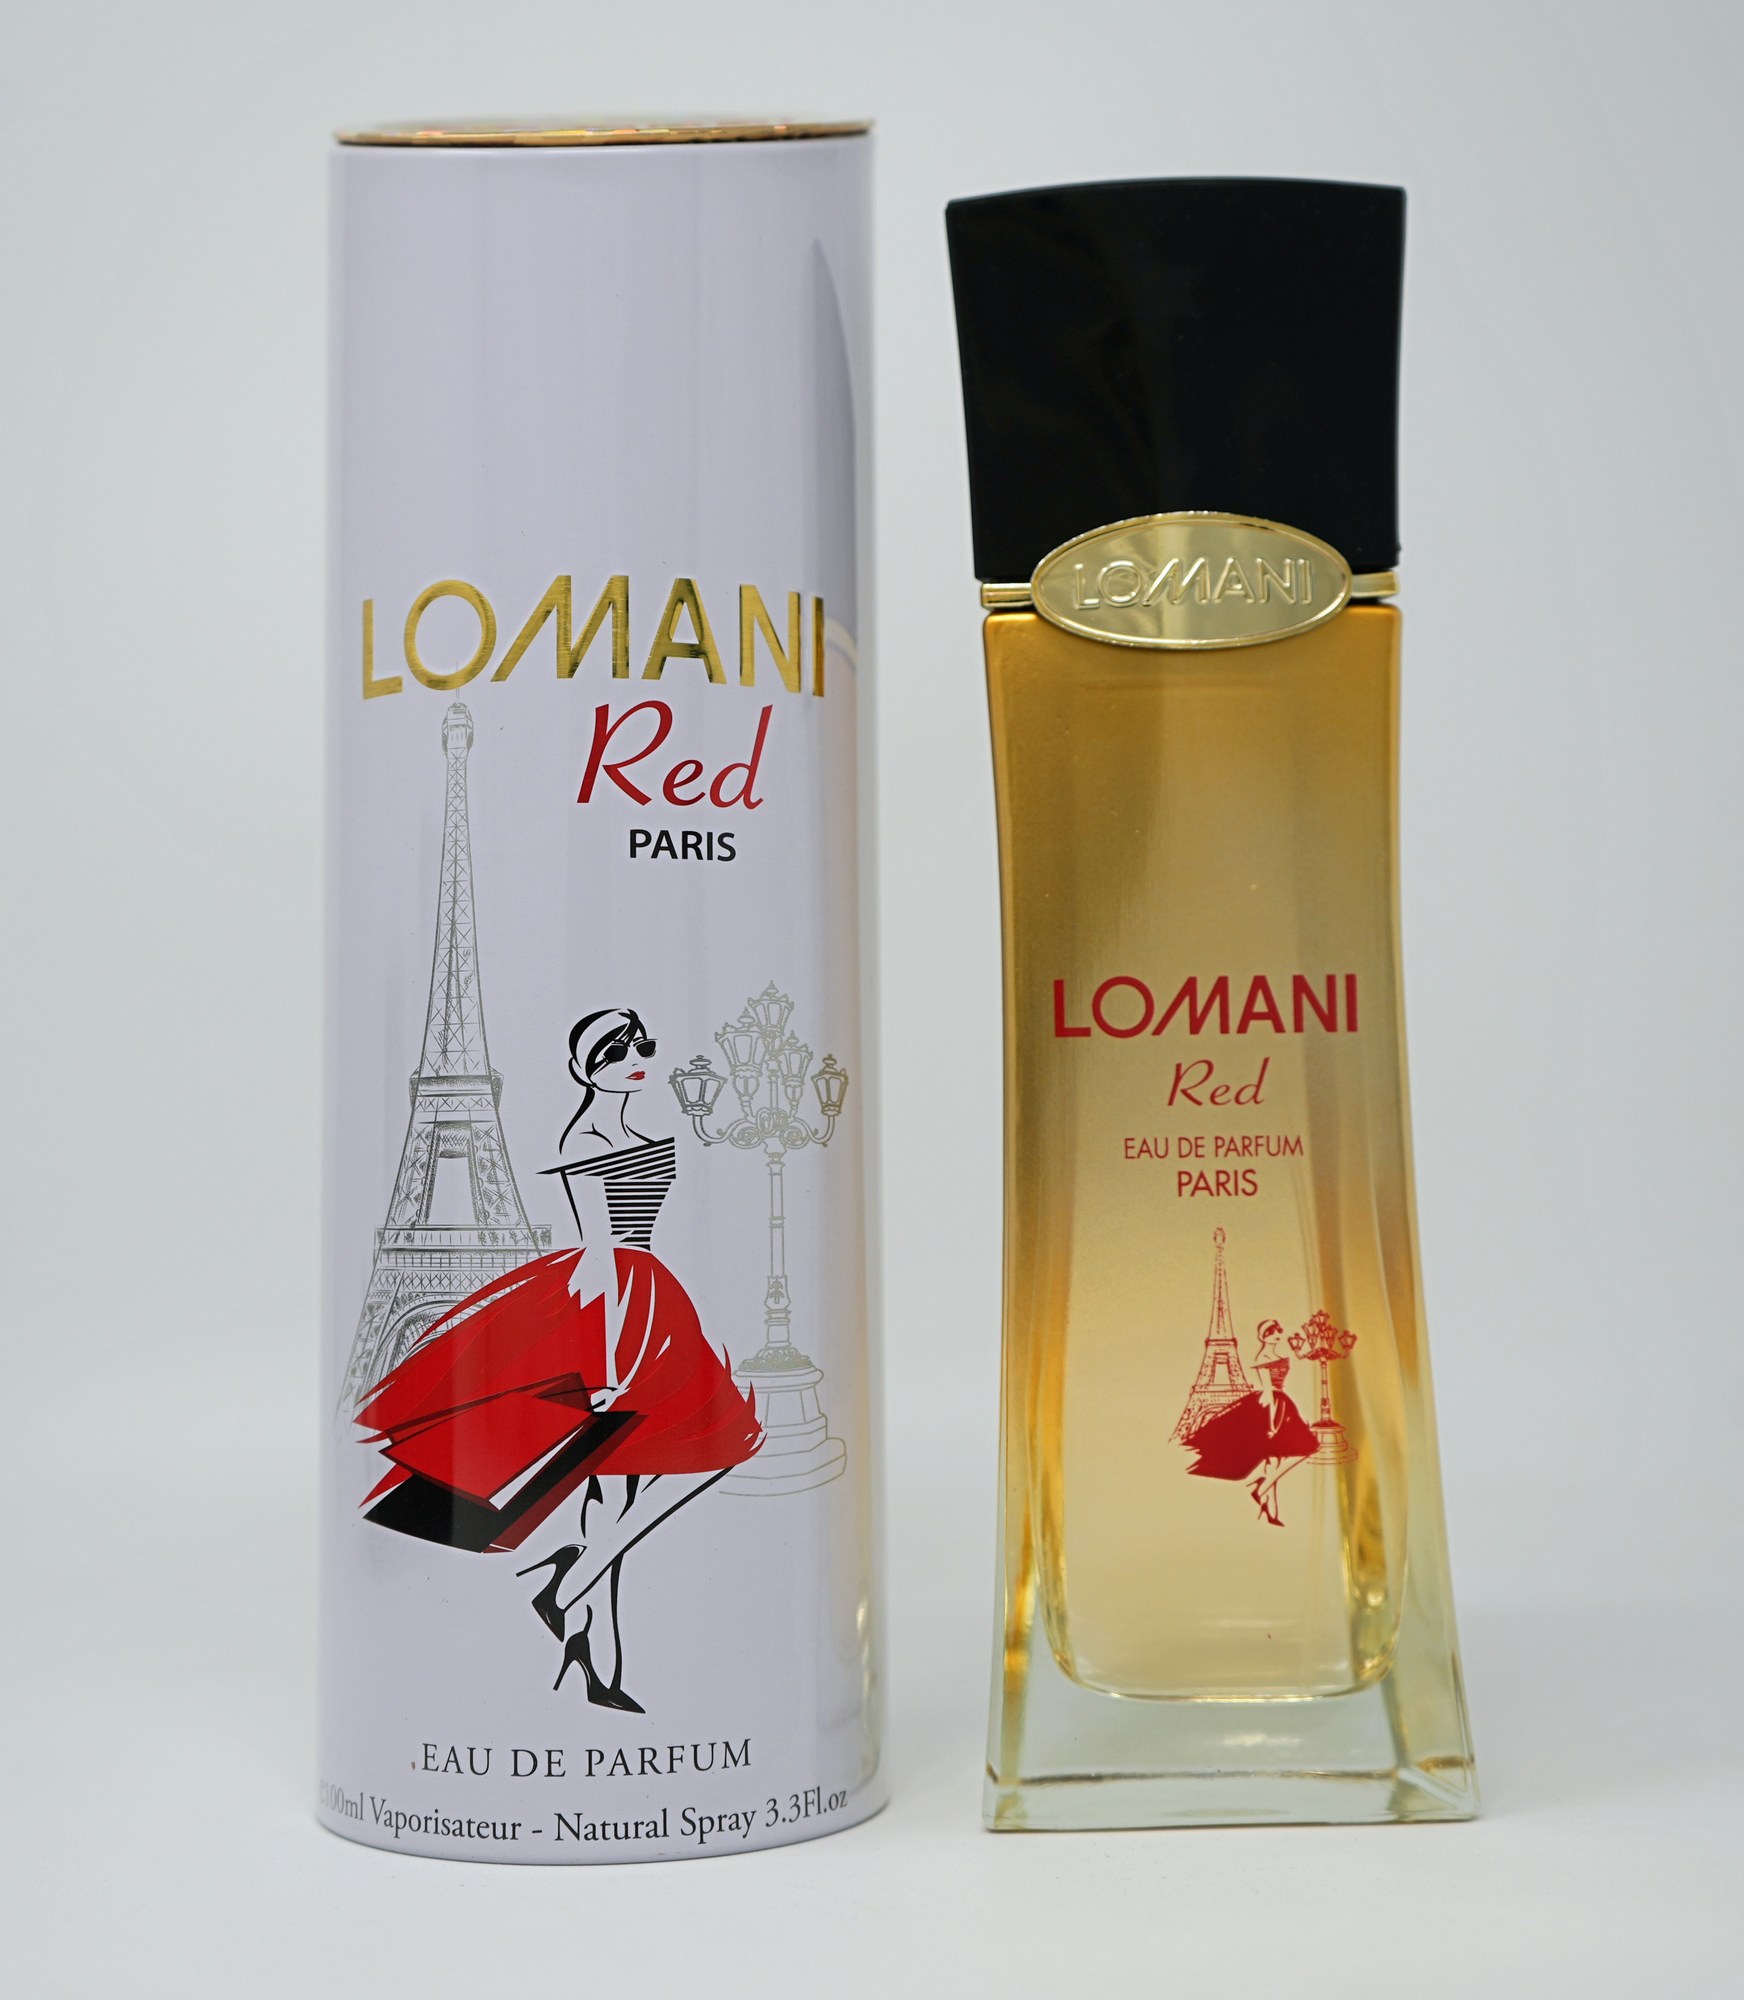 LOMANI
Red
PARIS
EAU DE PARFUM
e100ml Vaporisateur - Natural Spray 3.3Fl.oz
LOMANI
LOMANI
Red
EAU DE PARFUM
PARIS